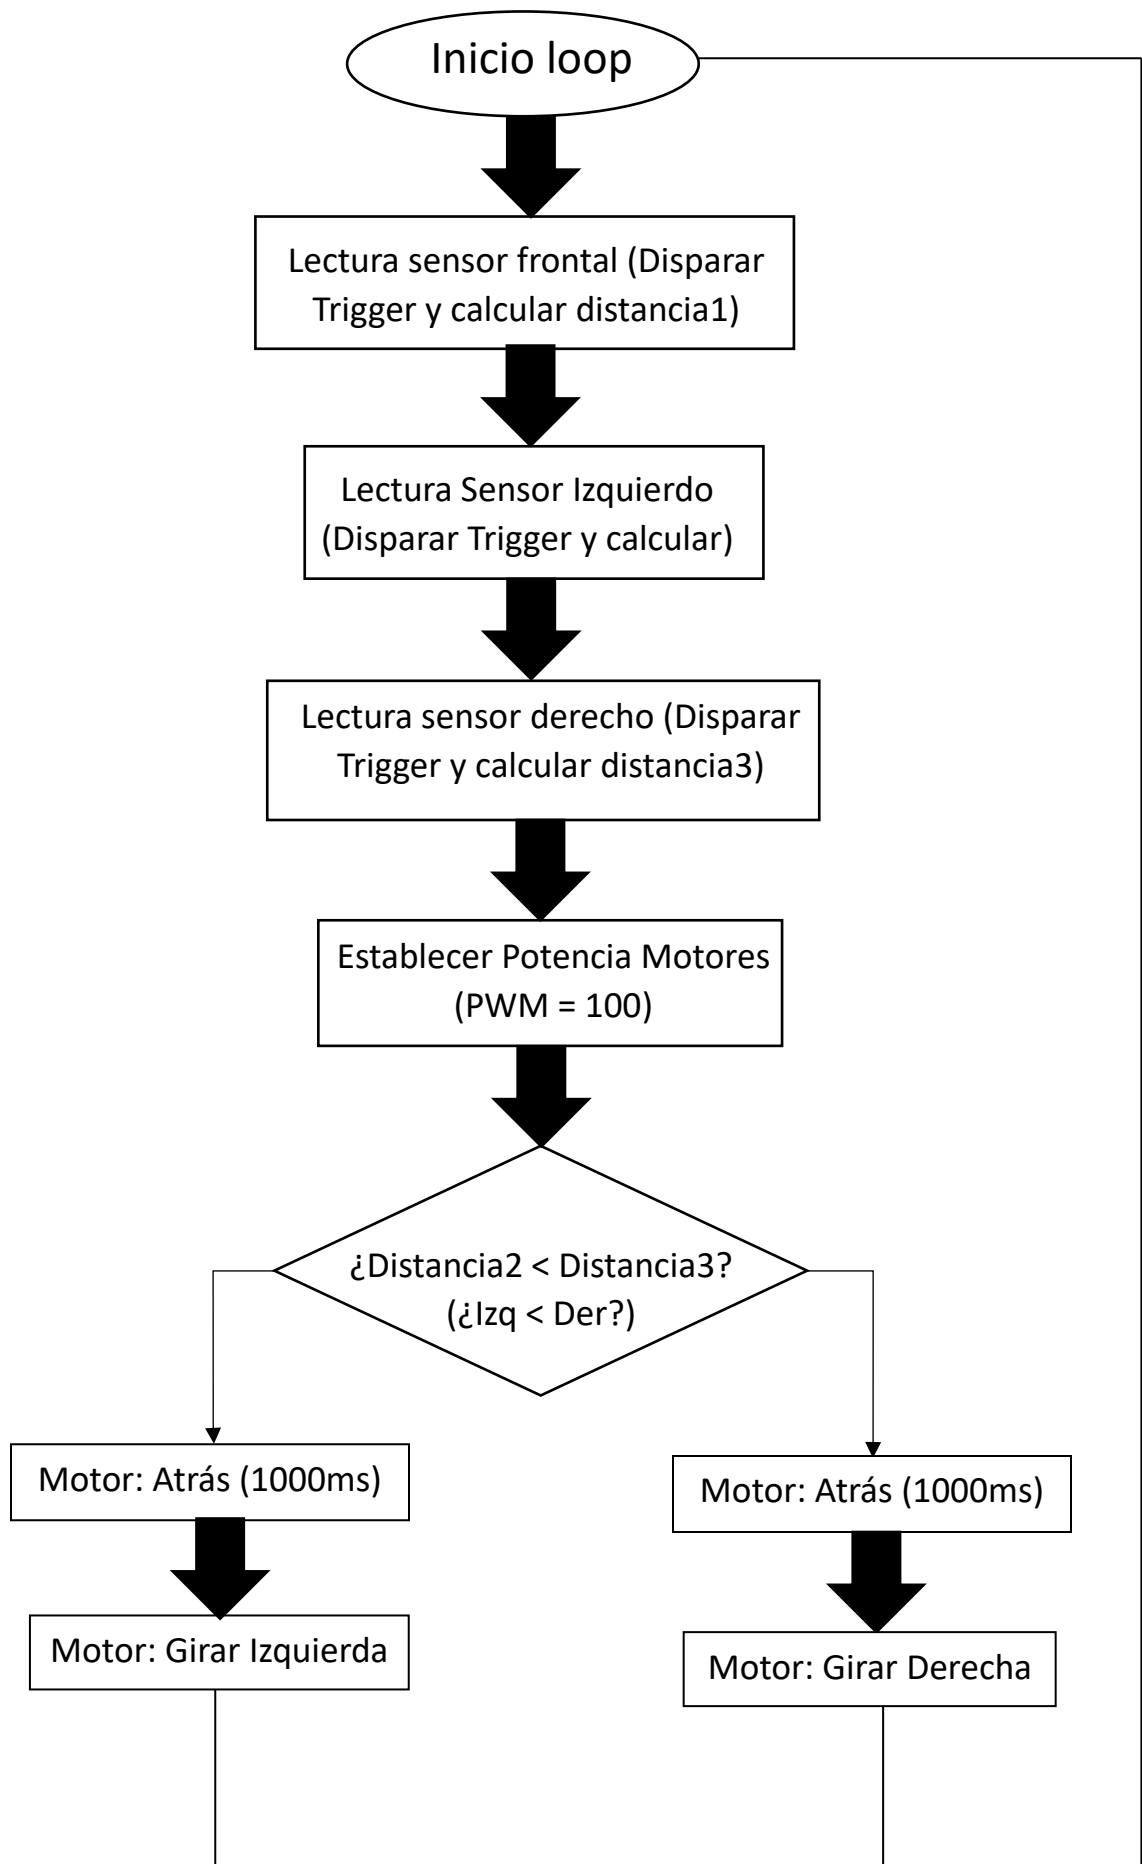 Inicio loop
Lectura sensor frontal (Disparar
Trigger y calcular distancia1)
Lectura Sensor Izquierdo
(Disparar Trigger y calcular)
Lectura sensor derecho (Disparar
Trigger y calcular distancia3)
Establecer Potencia Motores
(PWM = 100)
¿Distancia2 < Distancia3?
(¿Izq < Der?)
Motor: Atrás (1000ms)
Motor: Atrás (1000ms)
Motor: Girar Izquierda
Motor: Girar Derecha